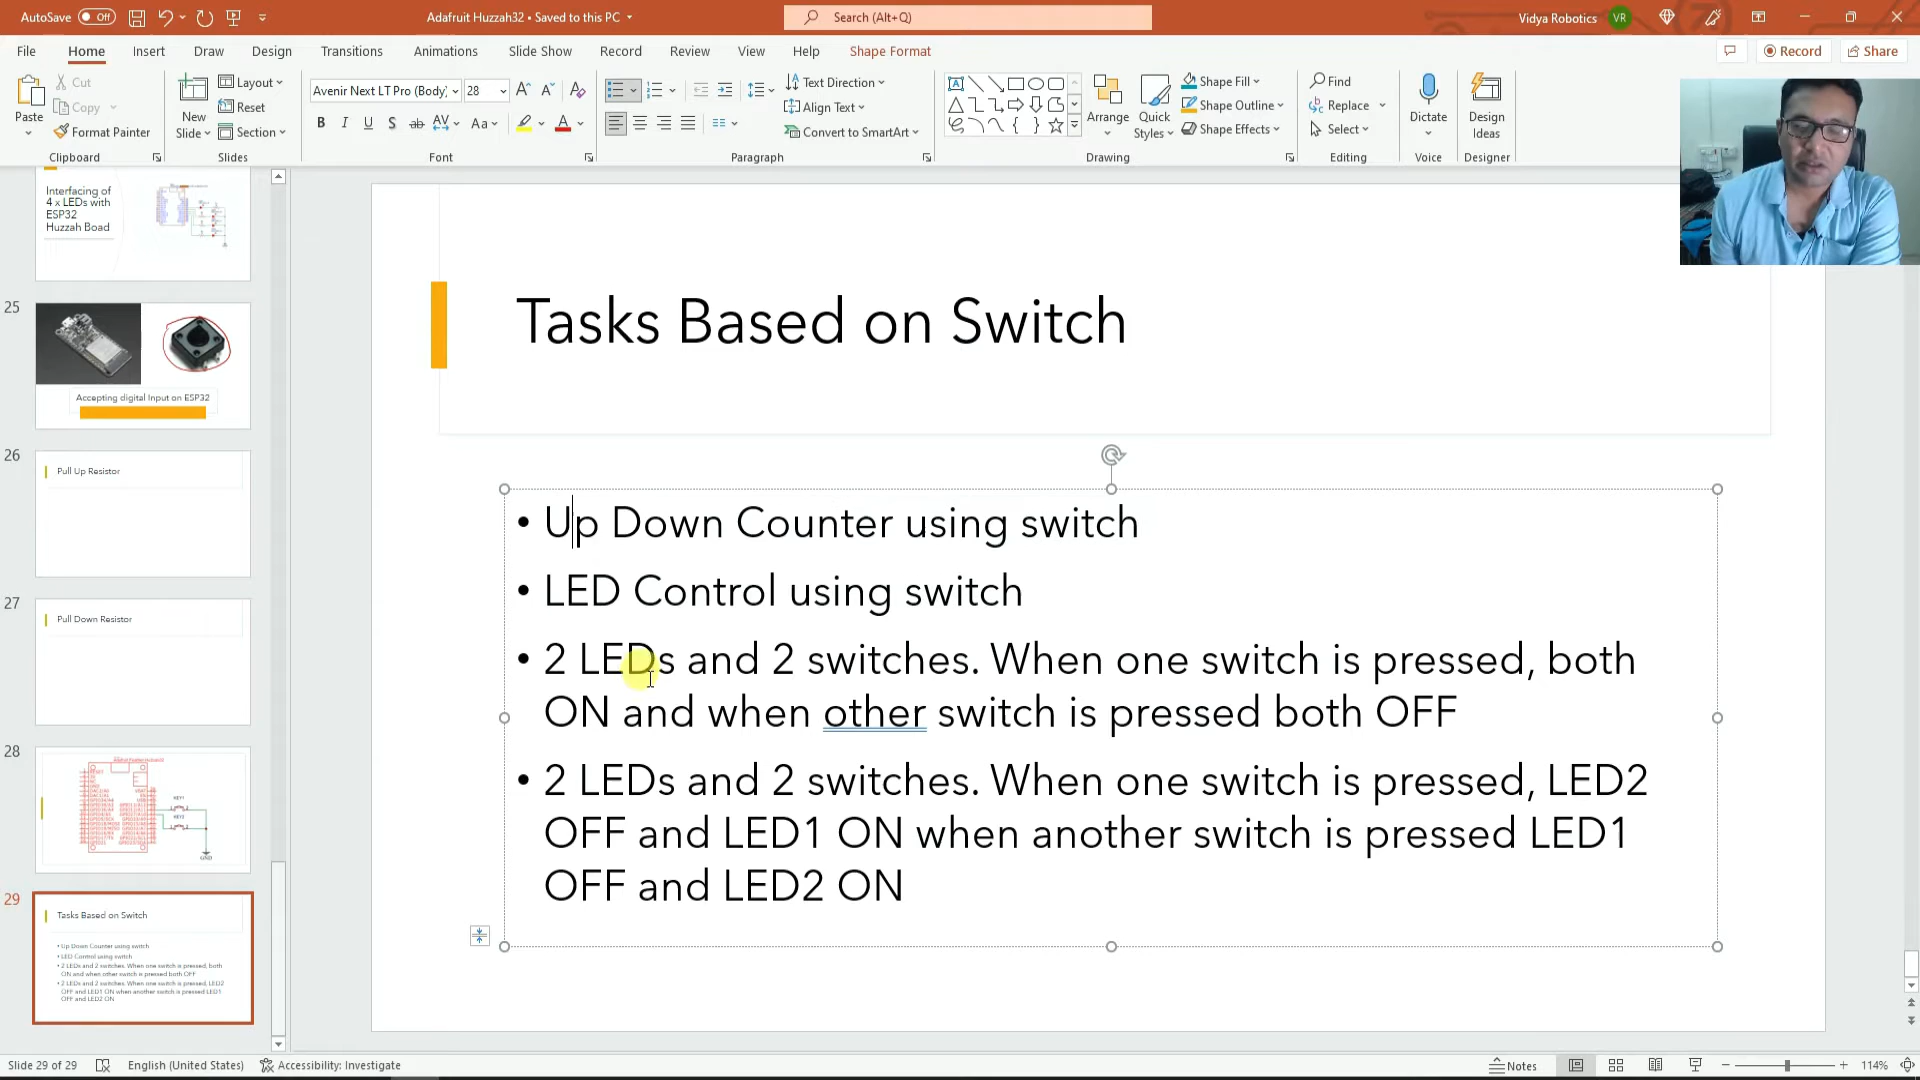 AutoSave Off
Adafruit Huzzah32 • Saved to this PC
Search (Alt+Q)
Vidya Robotics VR
File Home Insert Draw Design Transitions Animations Slide Show Record Review View Help Shape Format
Record Share
Paste
Cut
Copy
Format Painter
Clipboard
New Slide
Layout
Reset
Section
Slides
Avenir Next LT Pro (Body) 28
B I U S ab AV Aa A
Font
Text Direction
Align Text
Convert to SmartArt
Paragraph
Arrange
Quick Styles
Shape Fill
Shape Outline
Shape Effects
Drawing
Find
Replace
Select
Editing
Dictate
Voice
Design Ideas
Designer
Interfacing of
4 x LEDs with
ESP32
Huzzah Boad
25
Accepting digital Input on ESP32
26
Pull Up Resistor
27
Pull Down Resistor
28
KEY1
GND
29
Tasks Based on Switch
• Up Down Counter using switch
• LED Control using switch
• 2 LEDs and 2 switches. When one switch is pressed, both
ON and when other switch is pressed both OFF
• 2 LEDs and 2 switches. When one switch is pressed, LED2
OFF and LED1 ON when another switch is pressed LED1
OFF and LED2 ON
Tasks Based on Switch
• Up Down Counter using switch
• LED Control using switch
• 2 LEDs and 2 switches. When one switch is pressed, both
ON and when other switch is pressed both OFF
• 2 LEDs and 2 switches. When one switch is pressed, LED2
OFF and LED1 ON when another switch is pressed LED1
OFF and LED2 ON
Slide 29 of 29 English (United States) Accessibility: Investigate
Notes 114%